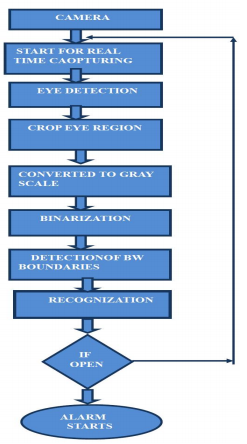 CAMERA
START FOR REAL
TIME CAOPTURING
EYE DETECTION
CROP EYE REGION
CONVERTED TO GRAY
SCALE
BINARIZATION
DETECTIONOF BW
BOUNDARIES
RECOGNIZATION
IF
OPEN
ALARM
STARTS